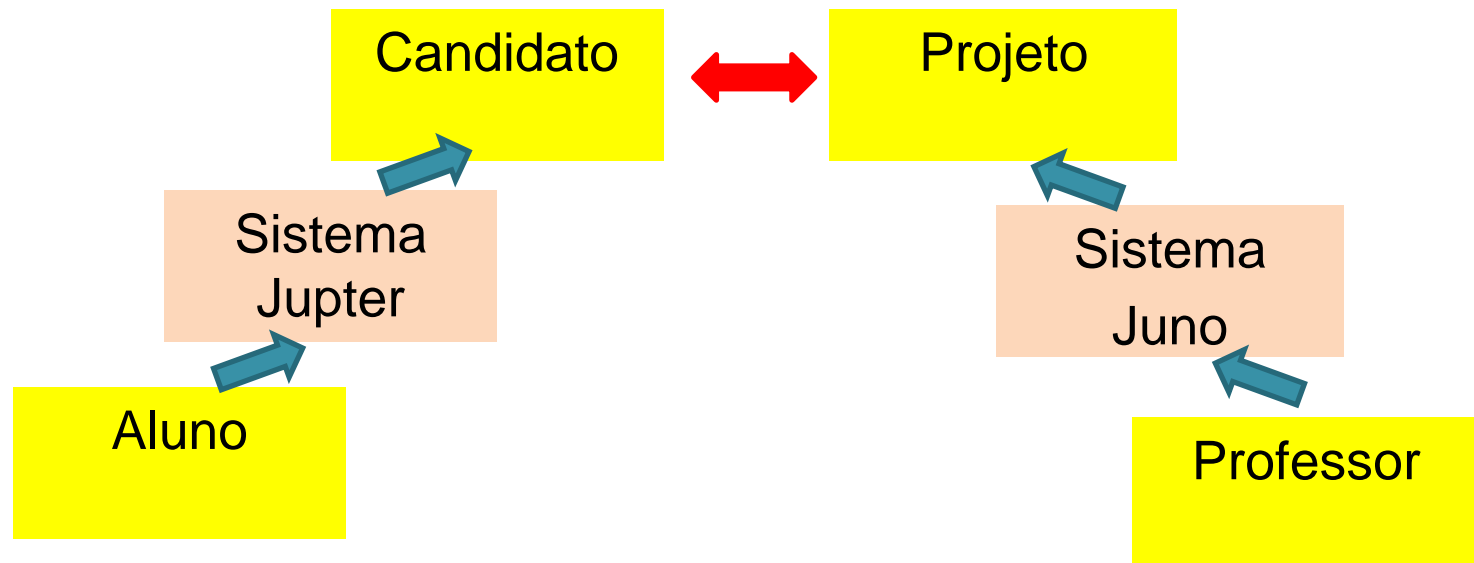 Candidato
Projeto
Sistema
Jupter
Sistema
Juno
Aluno
Professor